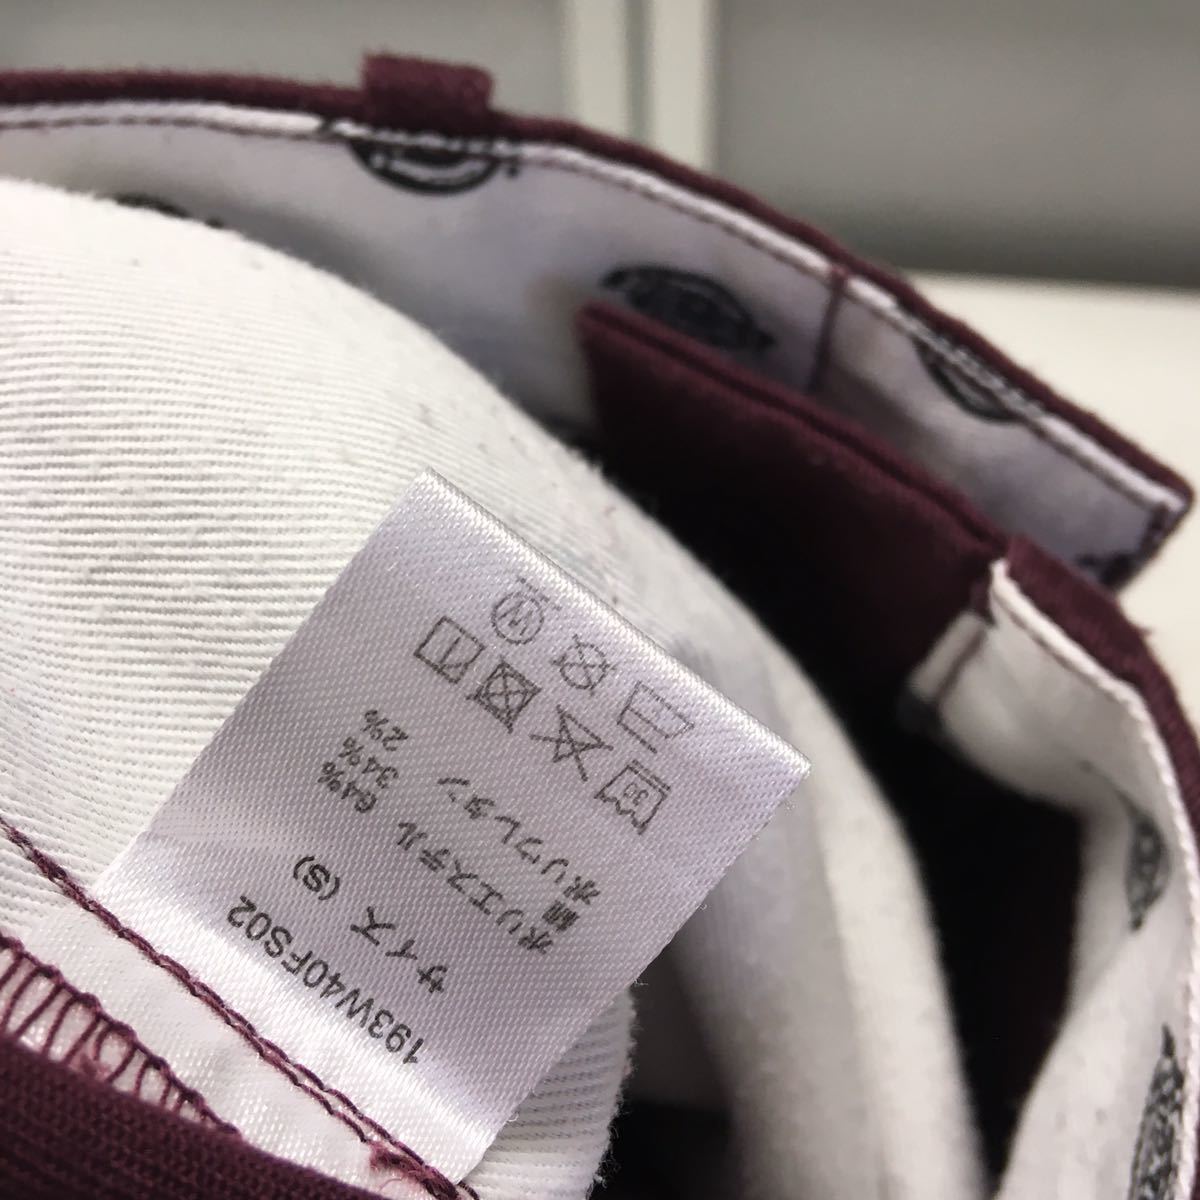 193W40FS02
サイズ (S)
ポリエステル 64%
綿 34%
ポリウレタン 2%
30
W